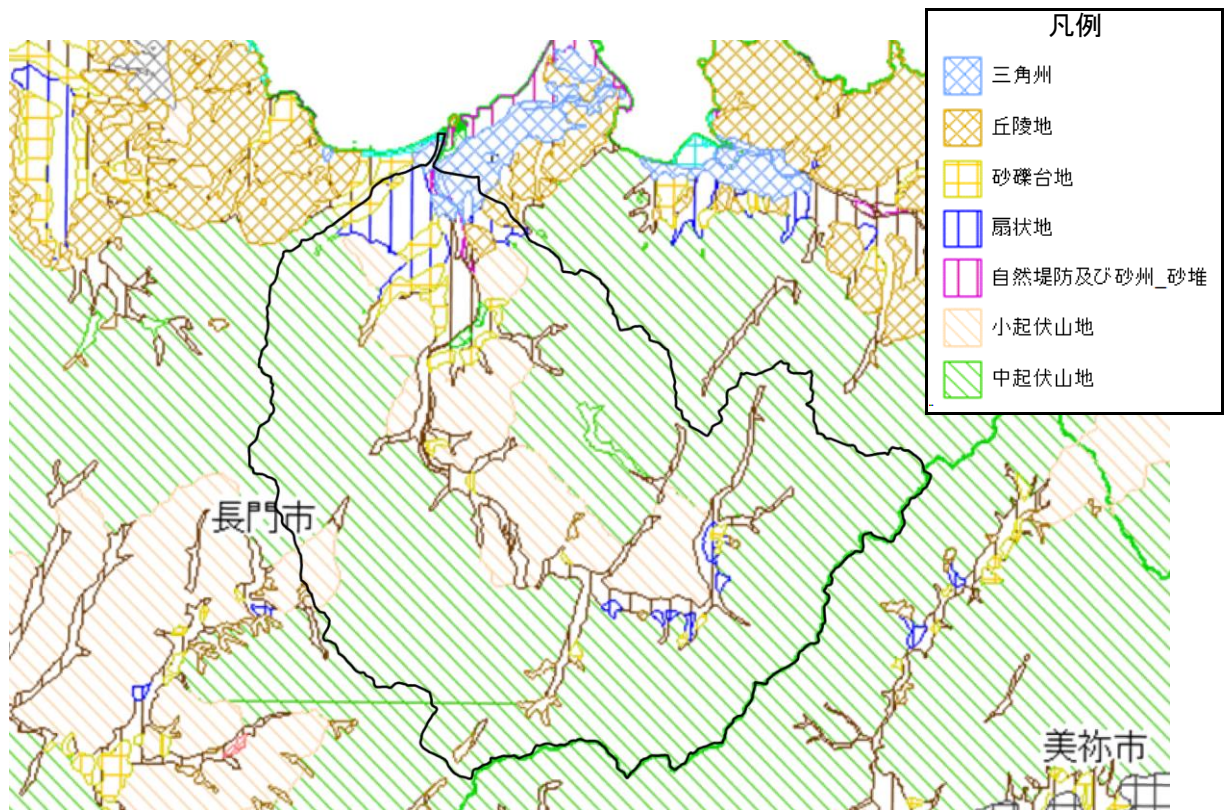 凡例
三角州
丘陵地
砂礫台地
扇状地
自然堤防及び砂州_砂堆
小起伏山地
中起伏山地
長門市
美祢市